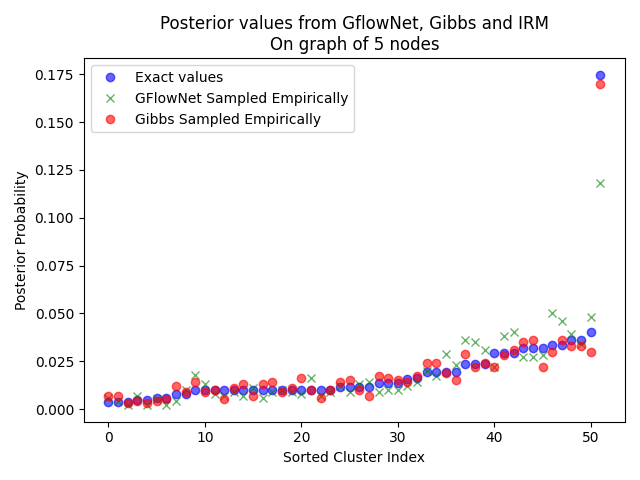 Posterior values from GflowNet, Gibbs and IRM
On graph of 5 nodes
Exact values
GFlowNet Sampled Empirically
Gibbs Sampled Empirically
Posterior Probability
0.175
0.150
0.125
0.100
0.075
0.050
0.025
0.000
0 10 20 30 40 50
Sorted Cluster Index